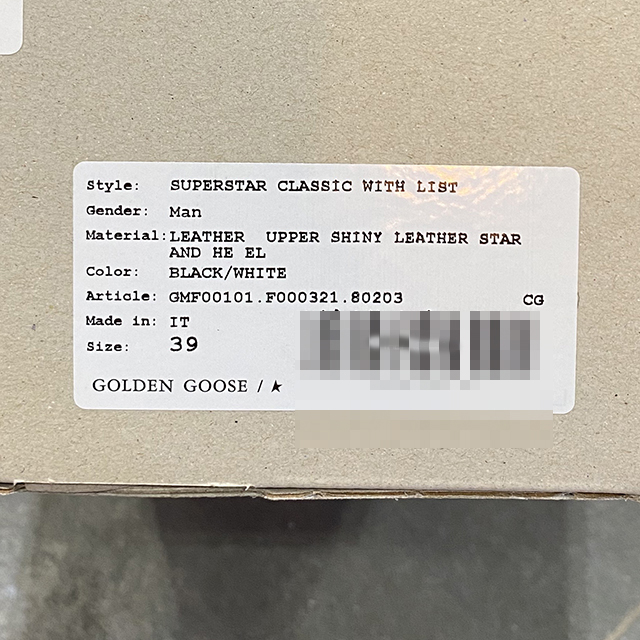 Style: SUPERSTAR CLASSIC WITH LIST
Gender: Man
Material: LEATHER UPPER SHINY LEATHER STAR
AND HE EL
Color: BLACK/WHITE
Article: GMF00101.F000321.80203 CG
Made in: IT
Size: 39
GOLDEN GOOSE / ★